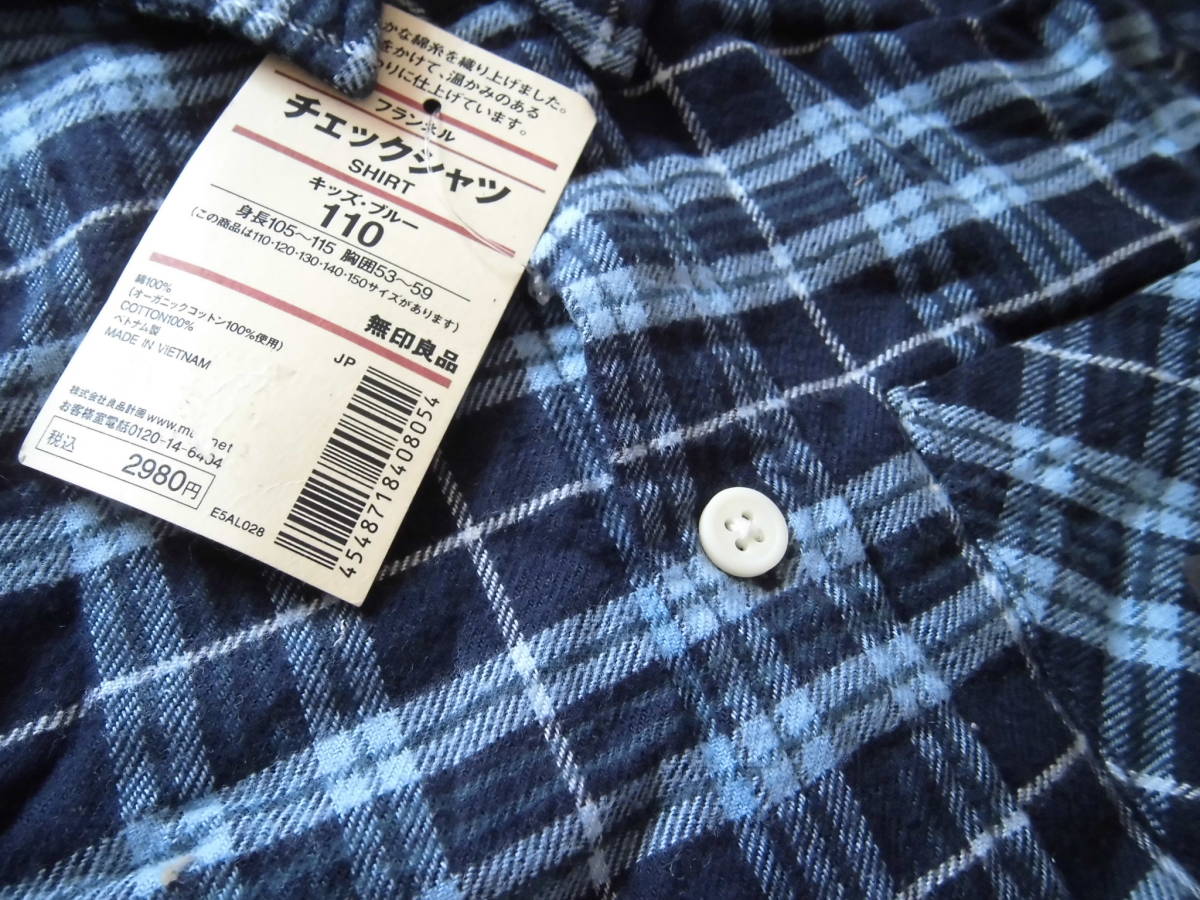 かな綿糸を織り上げました。
をかけて、温かみのある
りに仕上げています。
フランネル
チェックシャツ
SHIRT
キッズ・ブルー
110
身長105〜115 胸囲53〜59
(この商品は110・120・130・140・150サイズがあります)
綿100%
(オーガニックコットン100%使用)
COTTON100%
ベトナム製
MADE IN VIETNAM
無印良品
JP
株式会社良品計画 www.m net
お客様室電話0120-14-6404
税込
2980円
E5AL028
4548718408054